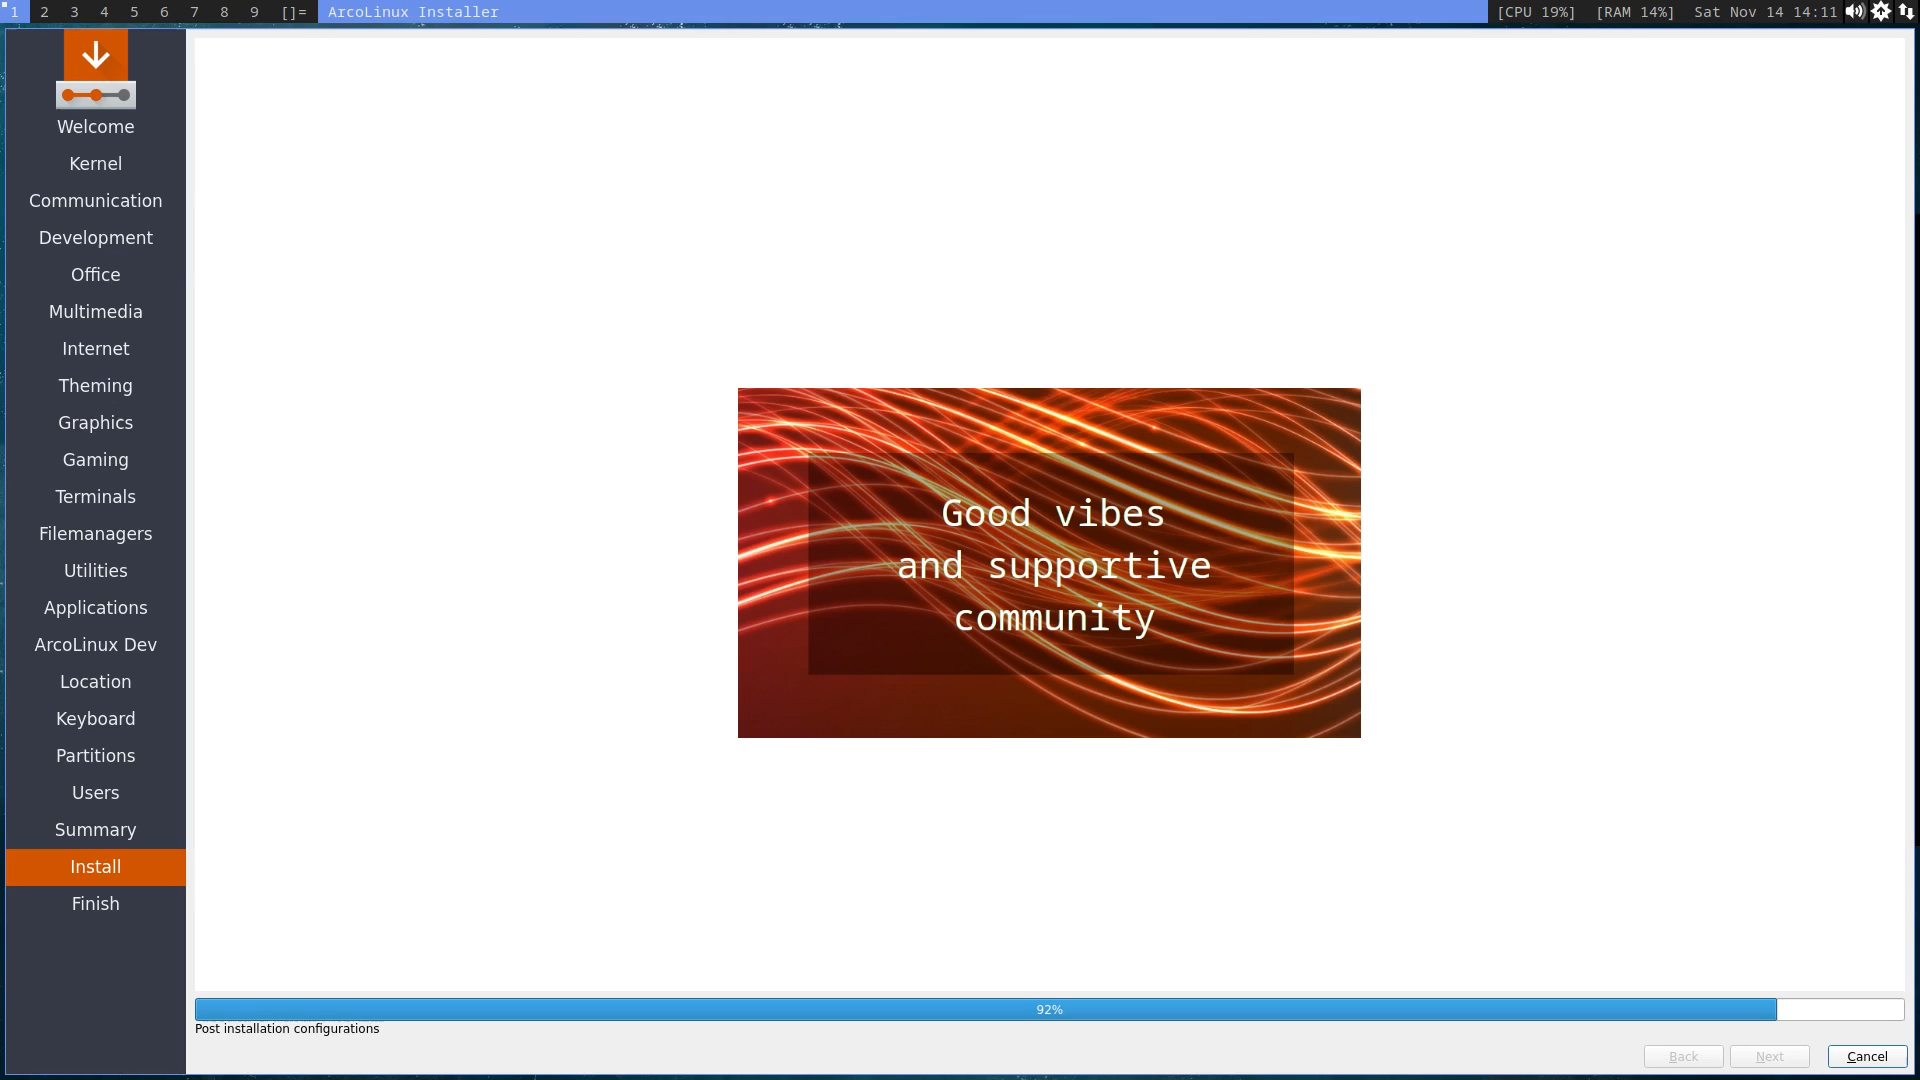 1 2 3 4 5 6 7 8 9 []= ArcoLinux Installer [CPU 19%] [RAM 14%] Sat Nov 14 14:11
Welcome
Kernel
Communication
Development
Office
Multimedia
Internet
Theming
Graphics
Gaming
Terminals
Filemanagers
Utilities
Applications
ArcoLinux Dev
Location
Keyboard
Partitions
Users
Summary
Install
Finish
Good vibes
and supportive
community
92%
Post installation configurations
Back Next Cancel